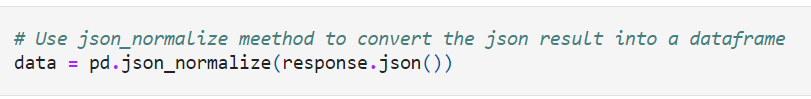 # Use json_normalize meethod to convert the json result into a dataframe
data = pd.json_normalize(response.json())